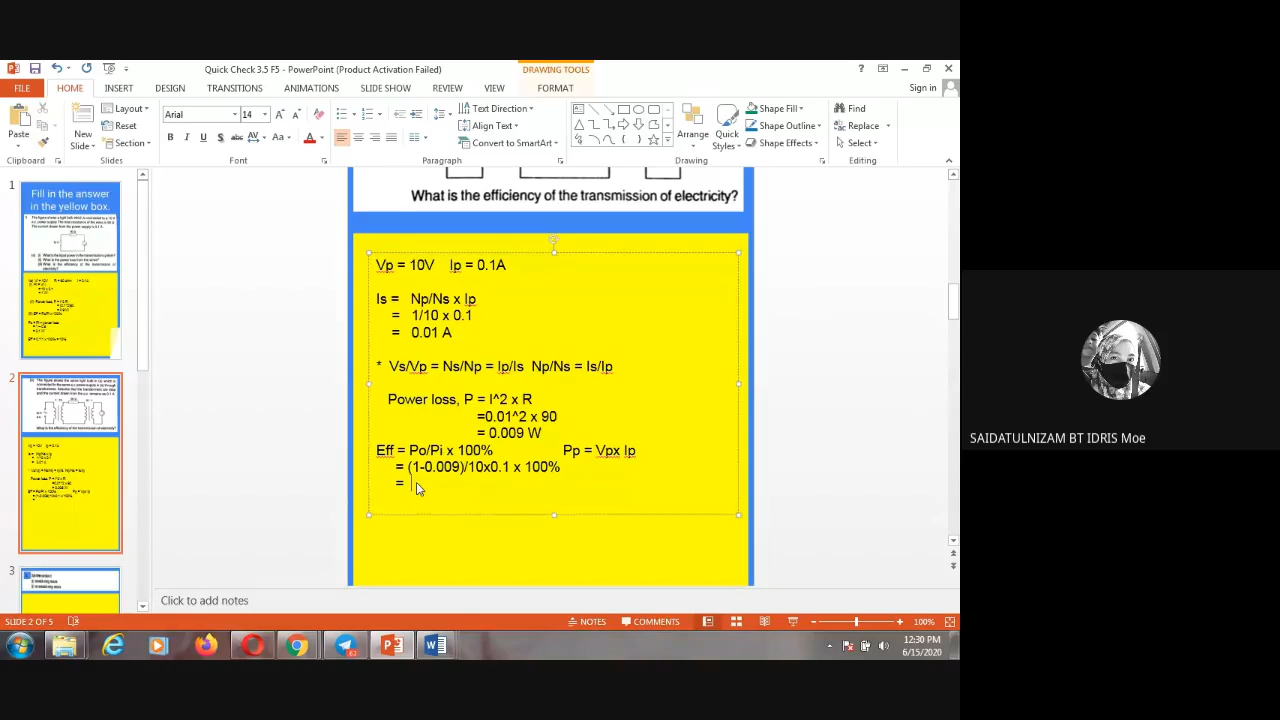 Quick Check 3.5 F5 - PowerPoint (Product Activation Failed)
DRAWING TOOLS
FILE HOME INSERT DESIGN TRANSITIONS ANIMATIONS SLIDE SHOW REVIEW VIEW FORMAT
Sign in
Paste
Clipboard
New Slide
Layout
Reset
Section
Slides
Arial 14
B I U S abc AV Aa A
Font
Text Direction
Align Text
Convert to SmartArt
Paragraph
Arrange
Quick Styles
Shape Fill
Shape Outline
Shape Effects
Drawing
Find
Replace
Select
Editing
1
Fill in the answer
in the yellow box.
2
3
What is the efficiency of the transmission of electricity?
Vp = 10V Ip = 0.1A
Is = Np/Ns x Ip
= 1/10 x 0.1
= 0.01 A
* Vs/Vp = Ns/Np = Ip/Is Np/Ns = Is/Ip
Power loss, P = I^2 x R
=0.01^2 x 90
= 0.009 W
Eff = Po/Pi x 100% Pp = Vpx Ip
= (1-0.009)/10x0.1 x 100%
=
Click to add notes
SLIDE 2 OF 5
NOTES
COMMENTS
100%
12:30 PM
6/15/2020
SAIDATULNIZAM BT IDRIS Moe